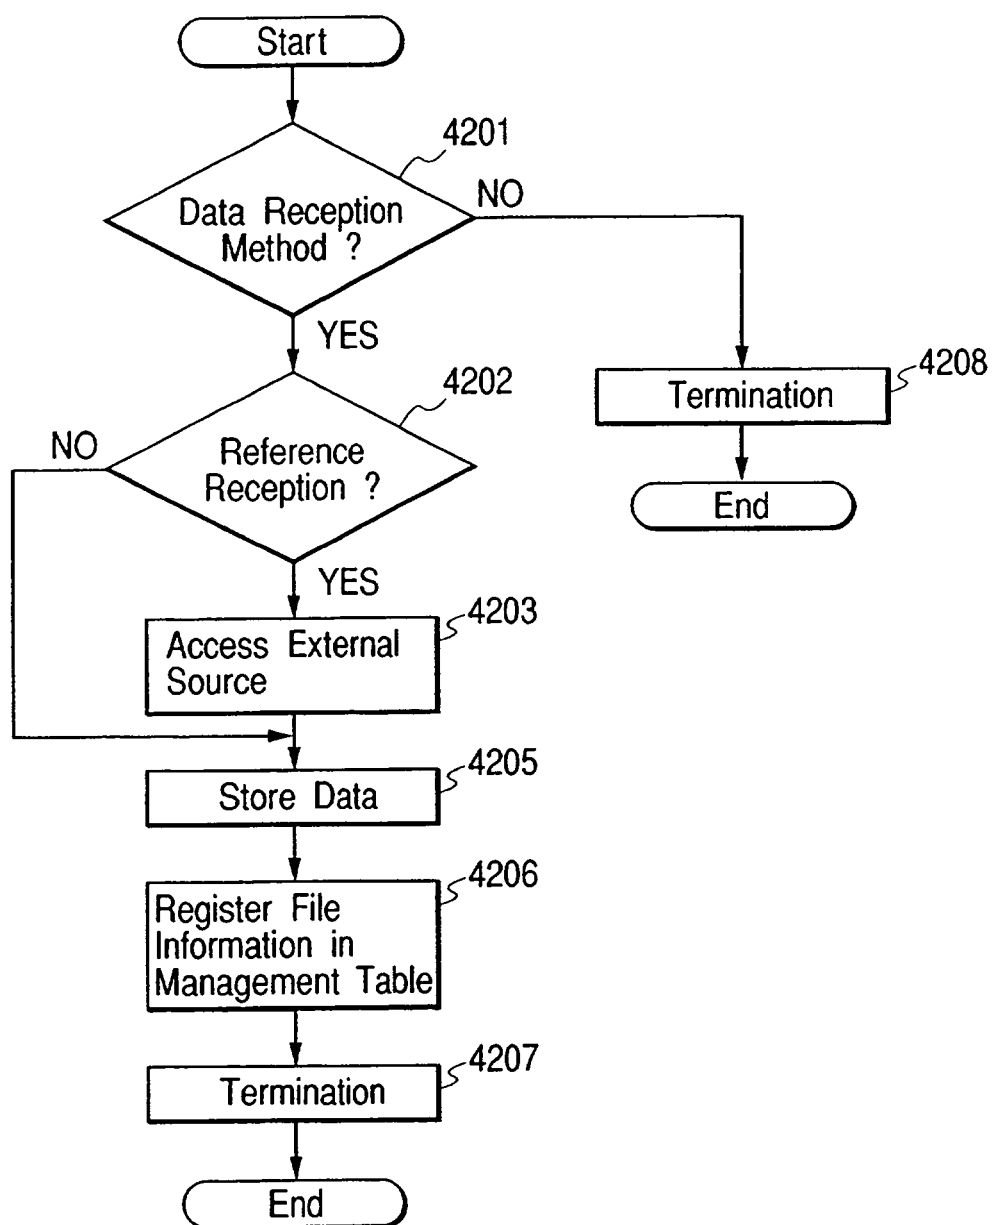 Start
4201
Data Reception
Method ?
NO
YES
4202
Reference
Reception ?
NO
YES
4208
Termination
End
4203
Access External
Source
4205
Store Data
4206
Register File
Information in
Management Table
4207
Termination
End